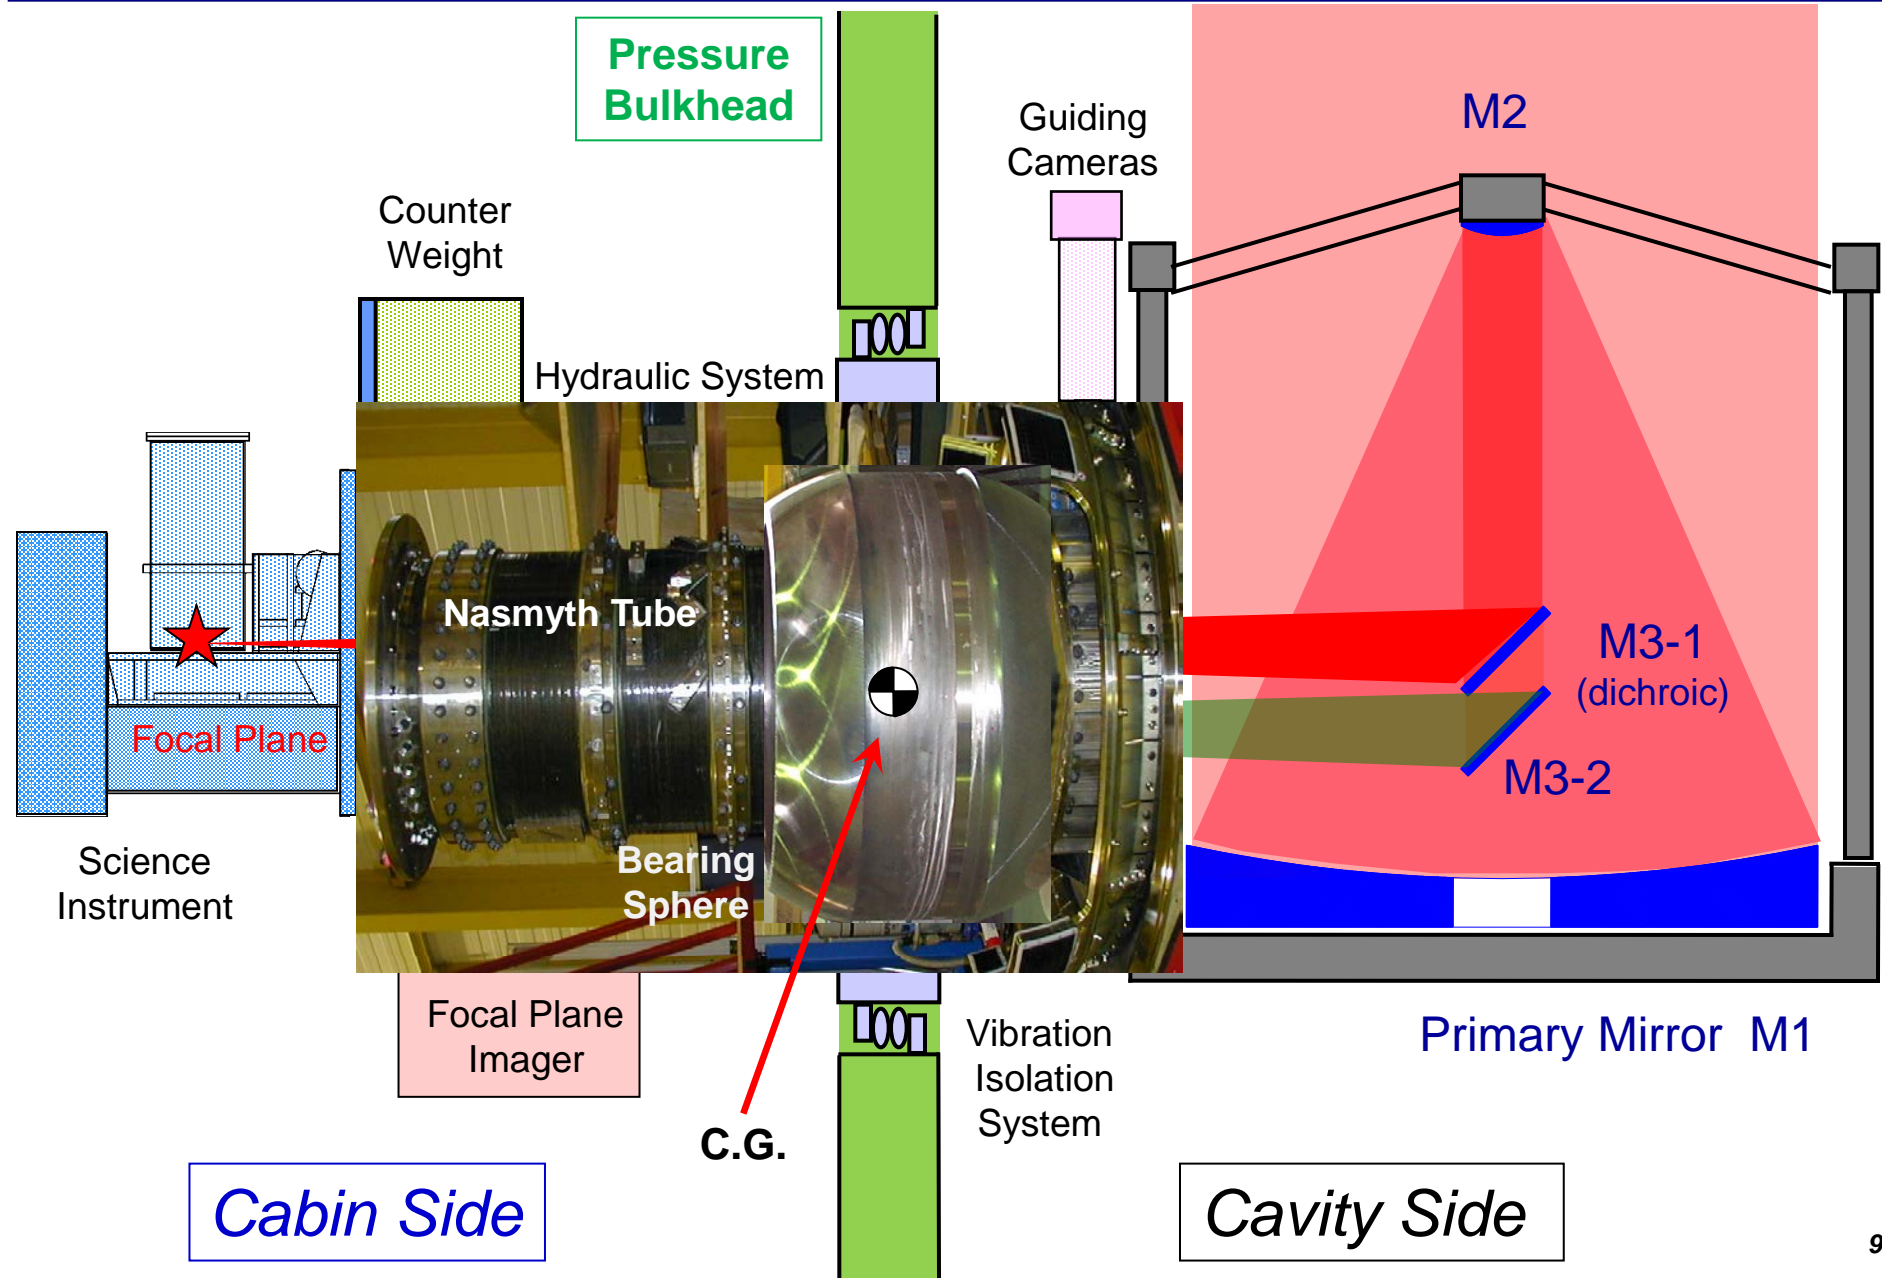 Pressure
Bulkhead
M2
Guiding
Cameras
Counter
Weight
Hydraulic System
Nasmyth Tube
M3-1
(dichroic)
Focal Plane
M3-2
Science
Instrument
Bearing
Sphere
Focal Plane
Imager
Vibration
Isolation
System
Primary Mirror M1
C.G.
Cabin Side
Cavity Side
9